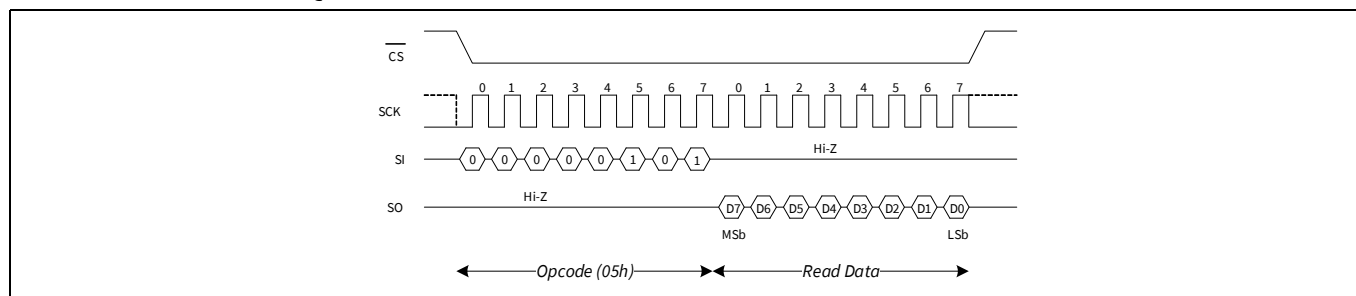 CS
0 1 2 3 4 5 6 7 0 1 2 3 4 5 6 7
SCK
Hi-Z
SI 0 0 0 0 0 1 0 1
Hi-Z
SO D7 D6 D5 D4 D3 D2 D1 D0
MSb LSb
Opcode (05h) Read Data